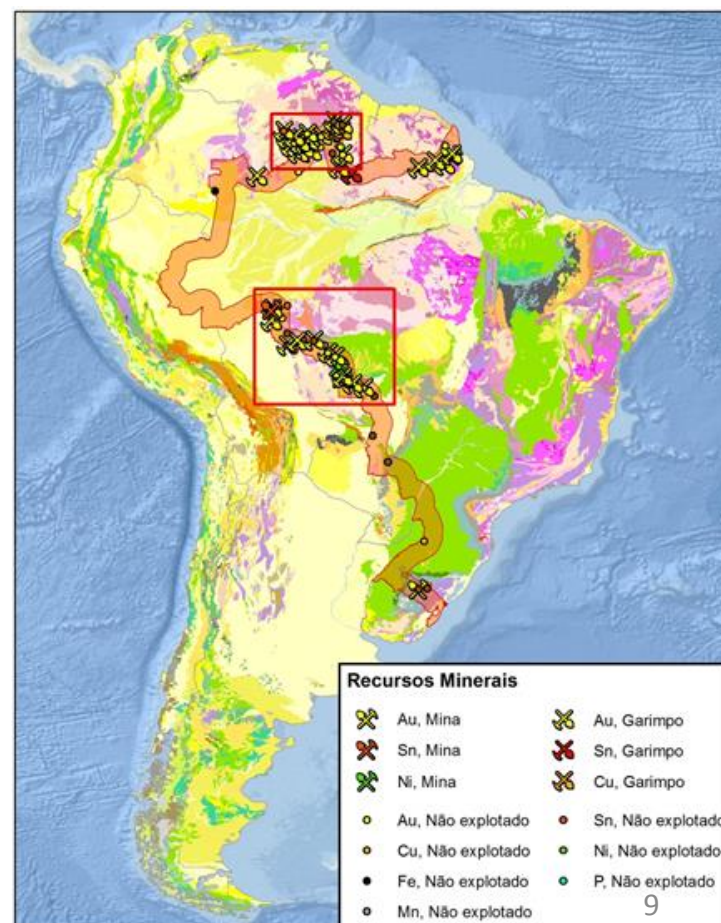 Recursos Minerais
Au, Mina
Au, Garimpo
Sn, Mina
Sn, Garimpo
Ni, Mina
Cu, Garimpo
Au, Não explotado
Sn, Não explotado
Cu, Não explotado
Ni, Não explotado
Fe, Não explotado
P, Não explotado
Mn, Não explotado
9